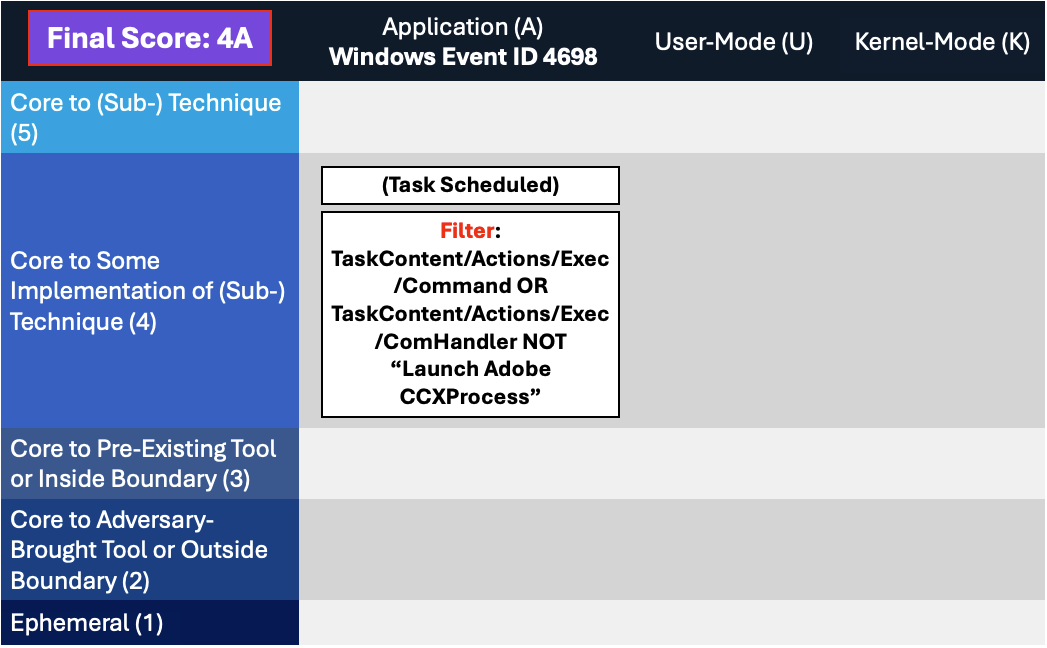 Final Score: 4A
Application (A)
Windows Event ID 4698
User-Mode (U)
Kernel-Mode (K)
Core to (Sub-) Technique
(5)
Core to Some
Implementation of (Sub-)
Technique (4)
(Task Scheduled)
Filter:
TaskContent/Actions/Exec
/Command OR
TaskContent/Actions/Exec
/ComHandler NOT
“Launch Adobe
CCXProcess”
Core to Pre-Existing Tool
or Inside Boundary (3)
Core to Adversary-
Brought Tool or Outside
Boundary (2)
Ephemeral (1)